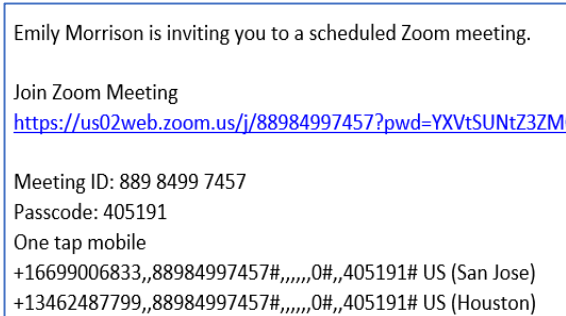 Emily Morrison is inviting you to a scheduled Zoom meeting.
Join Zoom Meeting
https://us02web.zoom.us/j/88984997457?pwd=YXVtSUNtZ3ZM
Meeting ID: 889 8499 7457
Passcode: 405191
One tap mobile
+16699006833,,88984997457#,,,,,,0#,,405191# US (San Jose)
+13462487799,,88984997457#,,,,,,0#,,405191# US (Houston)